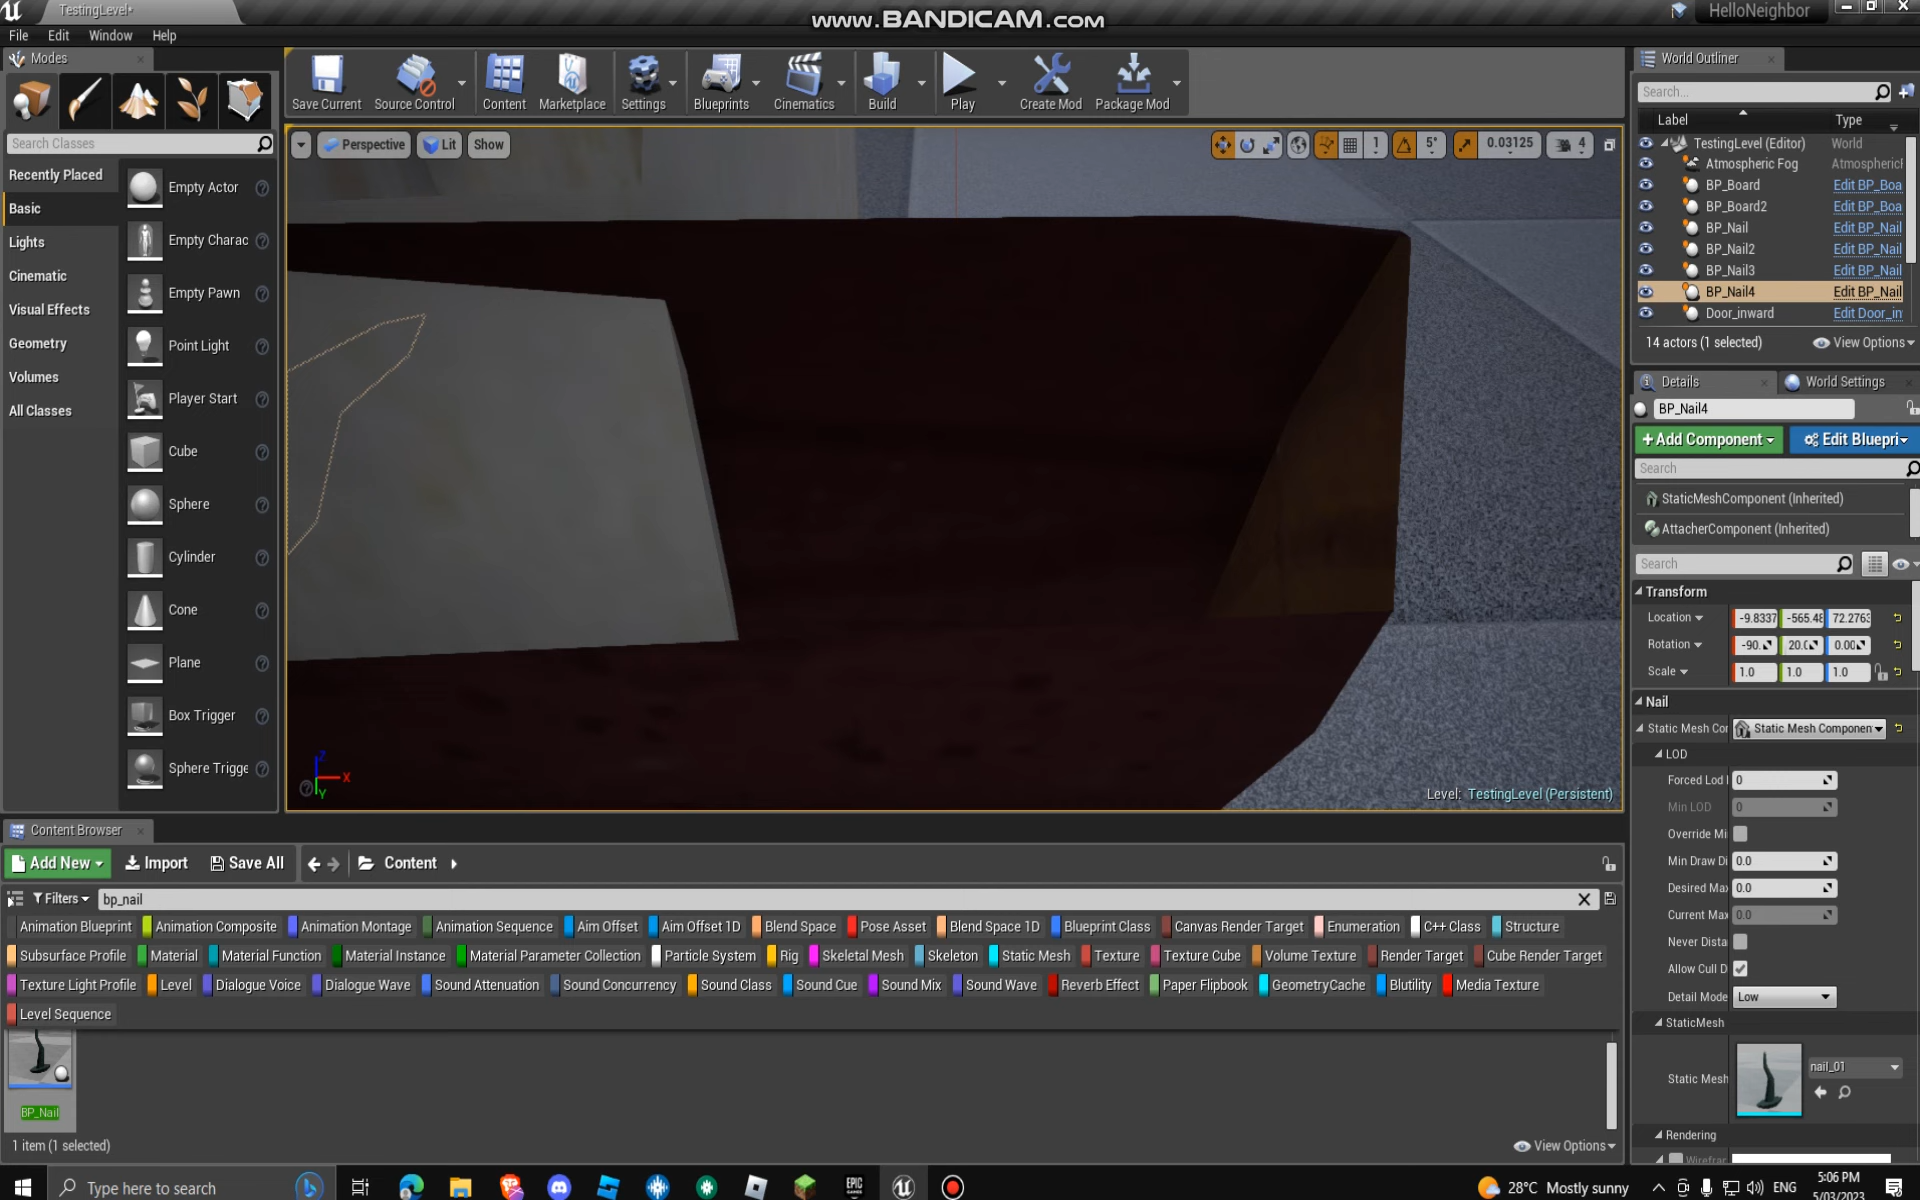 TestingLevel*
www.BANDICAM.com
HelloNeighbor
File
Edit
Window
Help
Modes
Search Classes
Recently Placed
Basic
Lights
Cinematic
Visual Effects
Geometry
Volumes
All Classes
Empty Actor
Empty Charac
Empty Pawn
Point Light
Player Start
Cube
Sphere
Cylinder
Cone
Plane
Box Trigger
Sphere Trigge
Save Current
Source Control
Content
Marketplace
Settings
Blueprints
Cinematics
Build
Play
Create Mod
Package Mod
Perspective
Lit
Show
1
5°
0.03125
4
X
Z
Y
Level: TestingLevel (Persistent)
World Outliner
Search...
Label
Type
TestingLevel (Editor)
World
Atmospheric Fog
Atmospheric
BP_Board
Edit BP_Boa
BP_Board2
Edit BP_Boa
BP_Nail
Edit BP_Nail
BP_Nail2
Edit BP_Nail
BP_Nail3
Edit BP_Nail
BP_Nail4
Edit BP_Nail
Door_inward
Edit Door_in
14 actors (1 selected)
View Options
Details
World Settings
BP_Nail4
+Add Component
Edit Bluepri
Search
StaticMeshComponent (Inherited)
AttacherComponent (Inherited)
Search
Transform
Location
-9.8337
-565.48
72.2763
Rotation
-90.
20.0
0.00
Scale
1.0
1.0
1.0
Nail
Static Mesh Co
Static Mesh Componen
LOD
Forced Lod
0
Min LOD
0
Override Mi
Min Draw Di
0.0
Desired Max
0.0
Current Max
0.0
Never Dista
Allow Cull D
Detail Mode
Low
StaticMesh
Static Mesh
nail_01
Rendering
Content Browser
Add New
Import
Save All
Content
Filters
bp_nail
Animation Blueprint
Animation Composite
Animation Montage
Animation Sequence
Aim Offset
Aim Offset 1D
Blend Space
Pose Asset
Blend Space 1D
Blueprint Class
Canvas Render Target
Enumeration
C++ Class
Structure
Subsurface Profile
Material
Material Function
Material Instance
Material Parameter Collection
Particle System
Rig
Skeletal Mesh
Skeleton
Static Mesh
Texture
Texture Cube
Volume Texture
Render Target
Cube Render Target
Texture Light Profile
Level
Dialogue Voice
Dialogue Wave
Sound Attenuation
Sound Concurrency
Sound Class
Sound Cue
Sound Mix
Sound Wave
Reverb Effect
Paper Flipbook
GeometryCache
Blutility
Media Texture
Level Sequence
BP_Nail
1 item (1 selected)
View Options
Type here to search
EPIC
28°C Mostly sunny
ENG
5:06 PM
5/03/2023